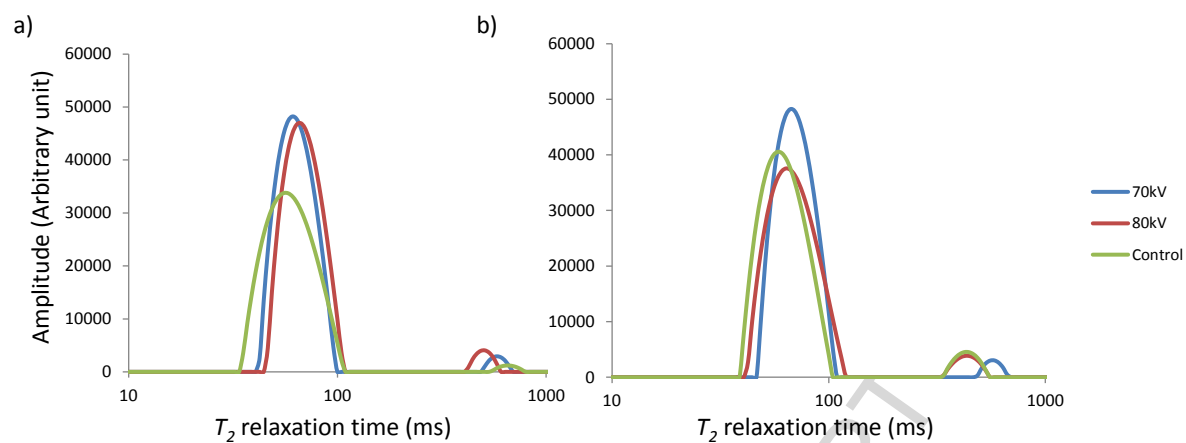 a)
60000
50000
40000
30000
20000
10000
0
Amplitude (Arbitrary unit)
10 100 1000
T2 relaxation time (ms)
b)
60000
50000
40000
30000
20000
10000
0
10 100 1000
T2 relaxation time (ms)
70kV
80kV
Control